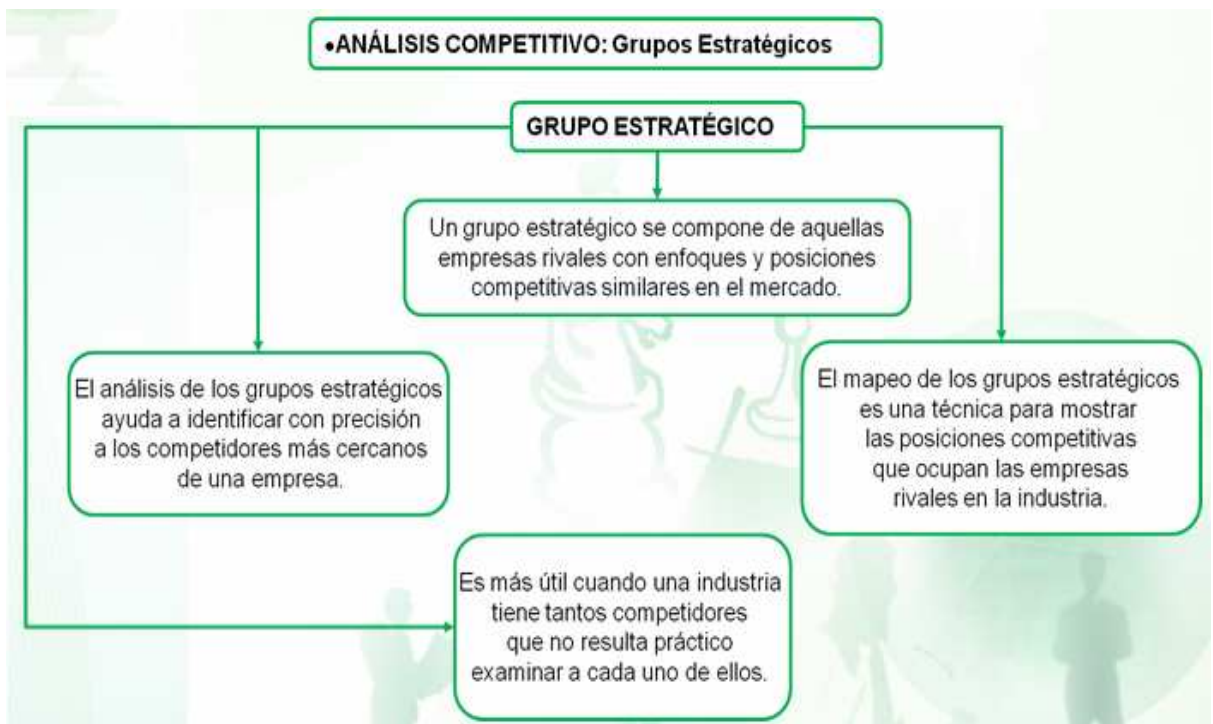 •ANÁLISIS COMPETITIVO: Grupos Estratégicos
GRUPO ESTRATÉGICO
Un grupo estratégico se compone de aquellas
empresas rivales con enfoques y posiciones
competitivas similares en el mercado.
El análisis de los grupos estratégicos
ayuda a identificar con precisión
a los competidores más cercanos
de una empresa.
El mapeo de los grupos estratégicos
es una técnica para mostrar
las posiciones competitivas
que ocupan las empresas
rivales en la industria.
Es más útil cuando una industria
tiene tantos competidores
que no resulta práctico
examinar a cada uno de ellos.